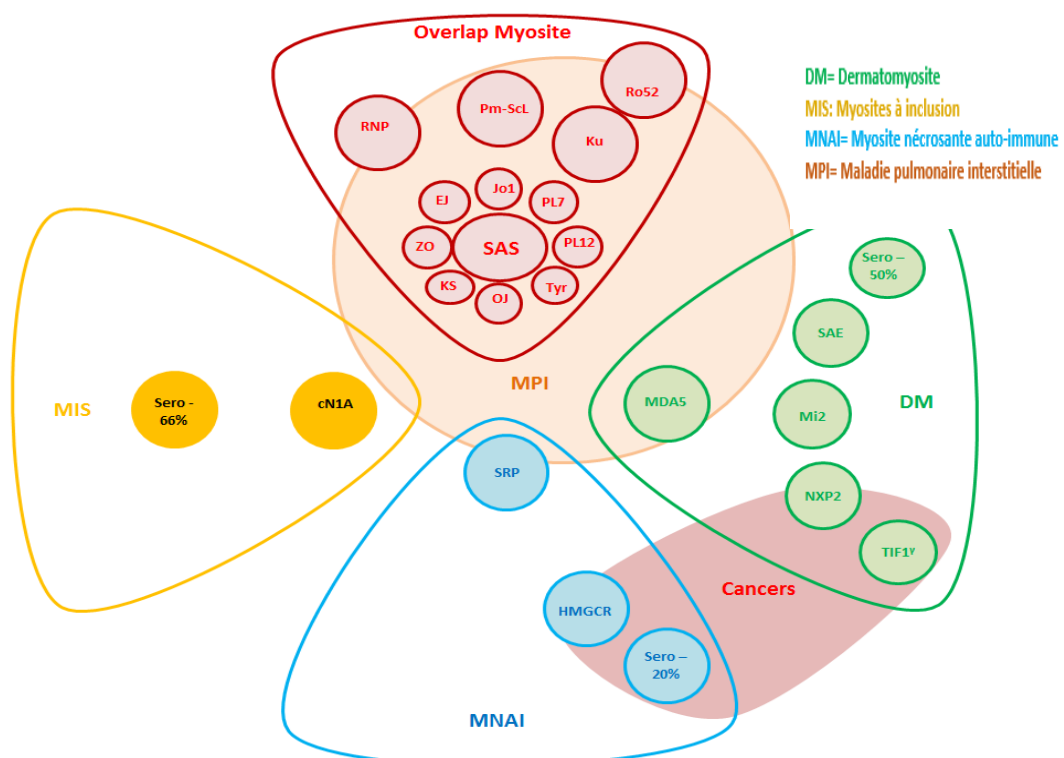 Overlap Myosite
DM= Dermatomyosite
MIS: Myosites à inclusion
MNAI= Myosite nécrosante auto-immune
MPI= Maladie pulmonaire interstitielle
Ro52
Pm-ScL
RNP
Ku
Jo1
EJ
PL7
ZO
SAS
PL12
KS
OJ
Tyr
Sero –
50%
SAE
MPI
MDA5
Mi2
DM
MIS
Sero -
66%
cN1A
SRP
NXP2
TIF1γ
Cancers
HMGCR
Sero –
20%
MNAI